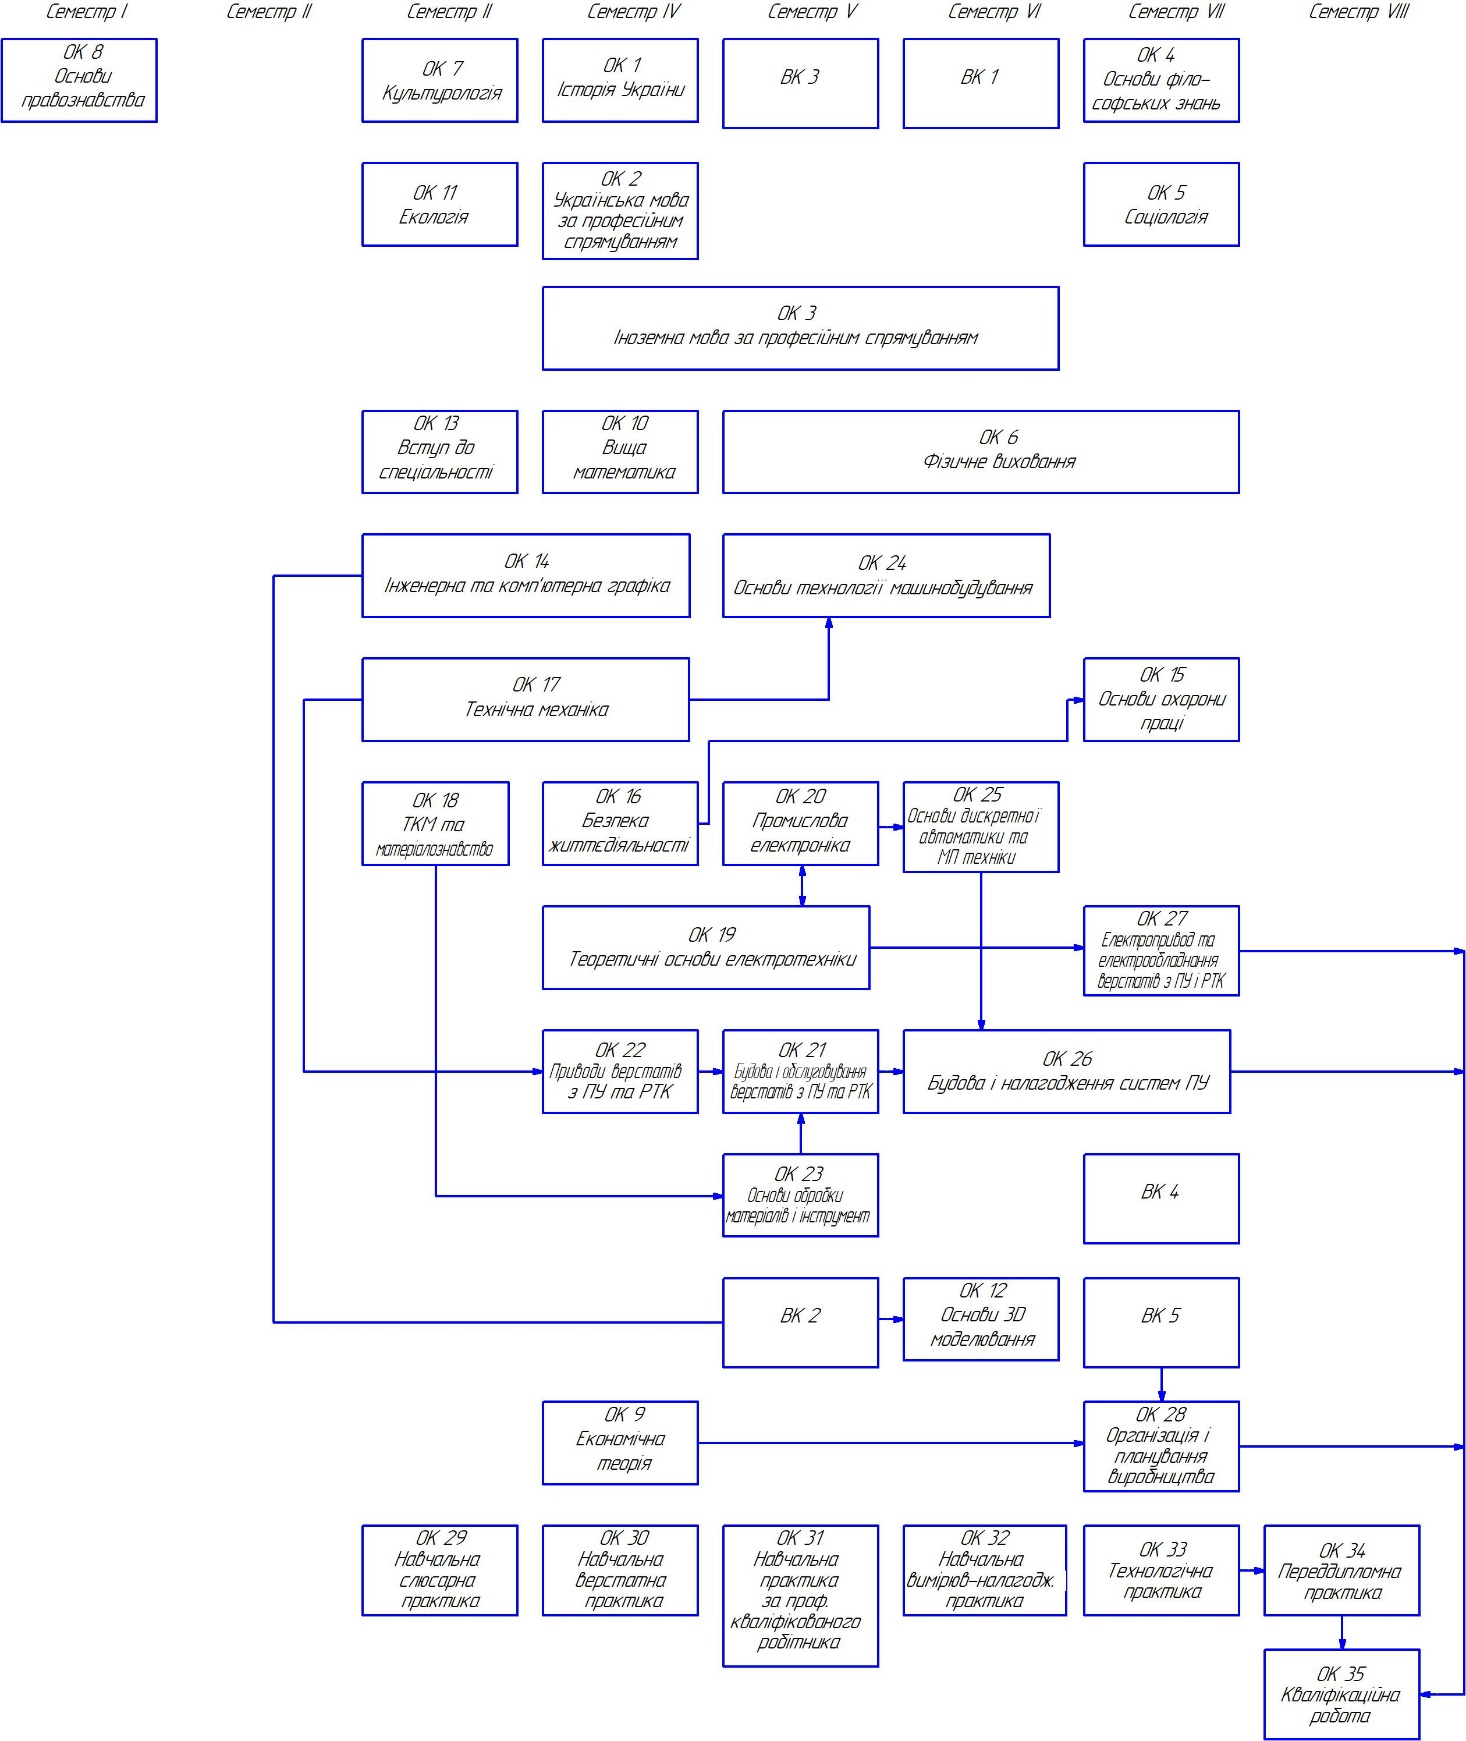 Семестр I
Семестр II
Семестр II
Семестр IV
Семестр V
Семестр VI
Семестр VII
Семестр VIII
ОК 8
Основи
правознавства
ОК 7
Культурологія
ОК 1
Історія України
ВК 3
ВК 1
ОК 4
Основи філо-
софських знань
ОК 11
Екологія
ОК 2
Українська мова
за професійним
спрямуванням
ОК 5
Соціологія
ОК 3
Іноземна мова за професійним спрямуванням
ОК 13
Вступ до
спеціальності
ОК 10
Вища
математика
ОК 6
Фізичне виховання
ОК 14
Інженерна та комп'ютерна графіка
ОК 24
Основи технології машинобудування
ОК 17
Технічна механіка
ОК 15
Основи охорони
праці
ОК 18
ТКМ та
матеріалознавство
ОК 16
Безпека
життєдіяльності
ОК 20
Промислова
електроніка
ОК 25
Основи дискретної
автоматики та
МП техніки
ОК 19
Теоретичні основи електротехніки
ОК 27
Електропривод та
електрообладнання
верстатів з ПУ і РТК
ОК 22
Приводи верстатів
з ПУ та РТК
ОК 21
Будова і обслуговування
верстатів з ПУ та РТК
ОК 26
Будова і налагодження систем ПУ
ОК 23
Основи обробки
матеріалів і інструмент
ВК 4
ВК 2
ОК 12
Основи 3D
моделювання
ВК 5
ОК 9
Економічна
теорія
ОК 28
Організація і
планування
виробництва
ОК 29
Навчальна
слюсарна
практика
ОК 30
Навчальна
верстатна
практика
ОК 31
Навчальна
практика
за проф.
кваліфікованого
робітника
ОК 32
Навчальна
вимірюв-налагодж.
практика
ОК 33
Технологічна
практика
ОК 34
Переддипломна
практика
ОК 35
Кваліфікаційна
робота